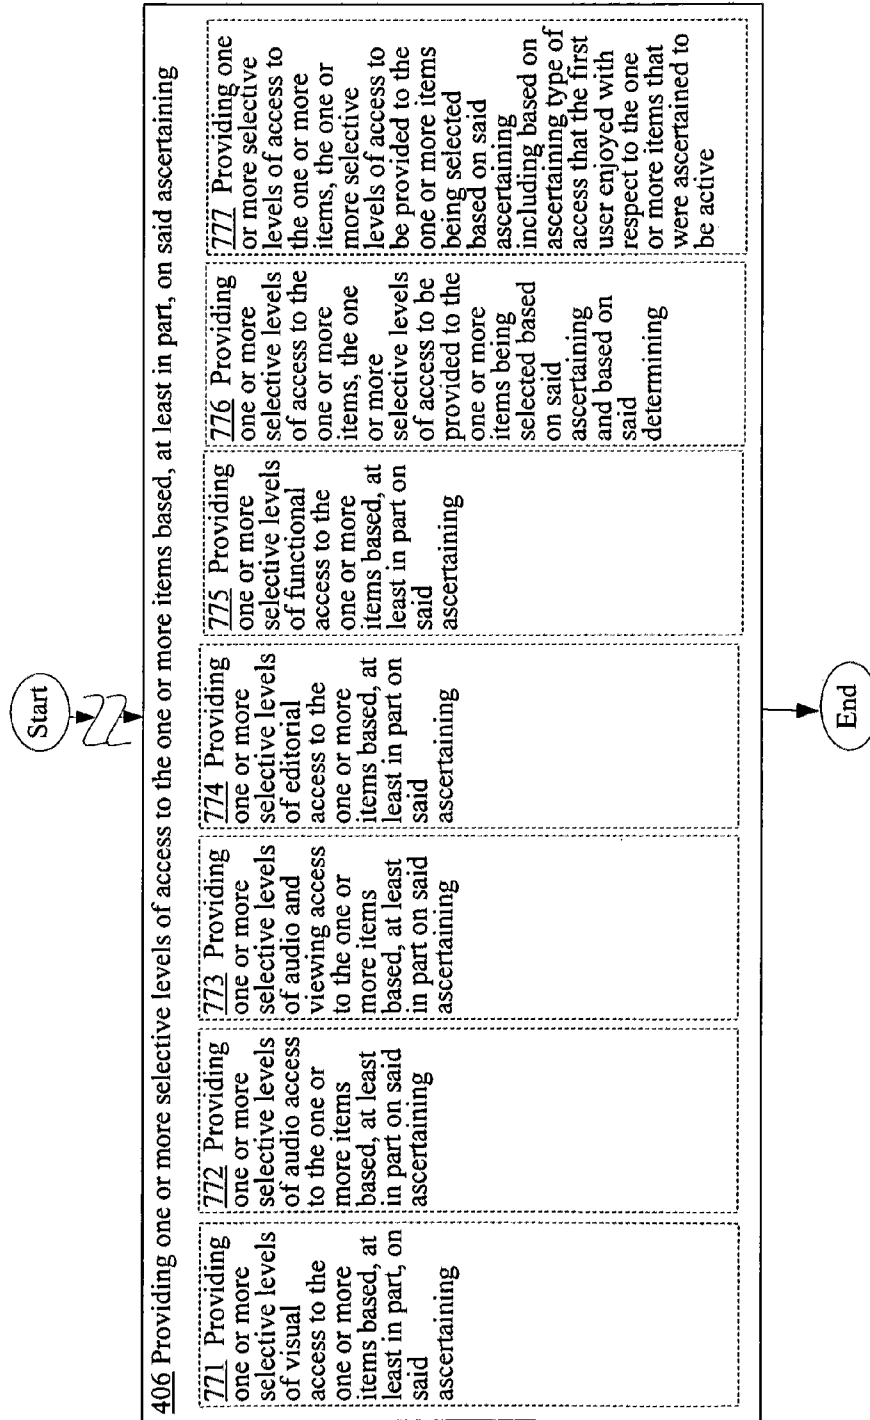 Start
406 Providing one or more selective levels of access to the one or more items based, at least in part, on said ascertaining
771 Providing
one or more
selective levels
of visual
access to the
one or more
items based, at
least in part, on
said
ascertaining
772 Providing
one or more
selective levels
of audio access
to the one or
more items
based, at least
in part on said
ascertaining
773 Providing
one or more
selective levels
of audio and
viewing access
to the one or
more items
based, at least
in part on said
ascertaining
774 Providing
one or more
selective levels
of editorial
access to the
one or more
items based, at
least in part on
said
ascertaining
775 Providing
one or more
selective levels
of functional
access to the
one or more
items based, at
least in part on
said
ascertaining
776 Providing
one or more
selective levels
of access to the
one or more
items, the one
or more
selective levels
of access to be
provided to the
one or more
items being
selected based
on said
ascertaining
and based on
said
determining
777 Providing one
or more selective
levels of access to
the one or more
items, the one or
more selective
levels of access to
be provided to the
one or more items
being selected
based on said
ascertaining
including based on
ascertaining type of
access that the first
user enjoyed with
respect to the one
or more items that
were ascertained to
be active
End